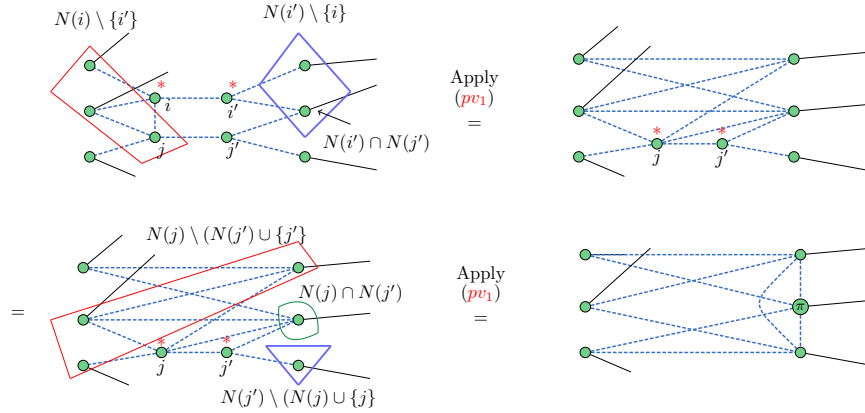 N(i) \ {i′}
N(i′) \ {i}
*
*
i
i′
j
j′
N(i′) ∩ N(j′)
Apply
(pv₁)
=
*
*
j
j′
=
N(j) \ (N(j′) ∪ {j′}
N(j) ∩ N(j′)
*
*
j
j′
N(j′) \ (N(j) ∪ {j}
Apply
(pv₁)
=
π